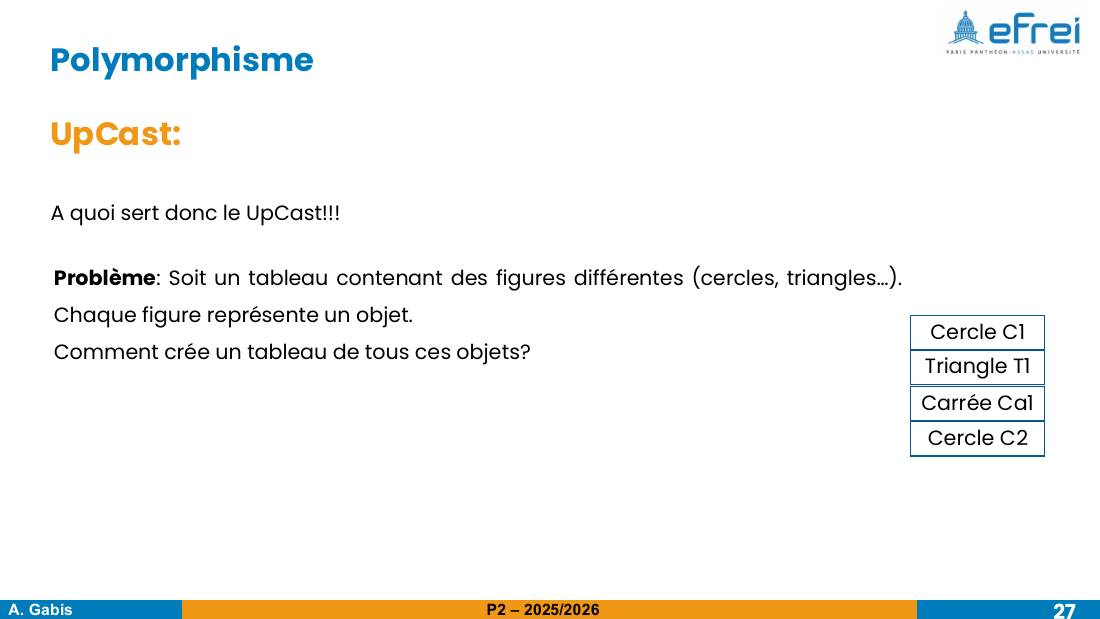 efrei
PARIS PANTHÉON-ASSAS UNIVERSITÉ
Polymorphisme
UpCast:
A quoi sert donc le UpCast!!!
Problème: Soit un tableau contenant des figures différentes (cercles, triangles…).
Chaque figure représente un objet.
Comment crée un tableau de tous ces objets?
Cercle C1
Triangle T1
Carrée Ca1
Cercle C2
A. Gabis
P2 – 2025/2026
27